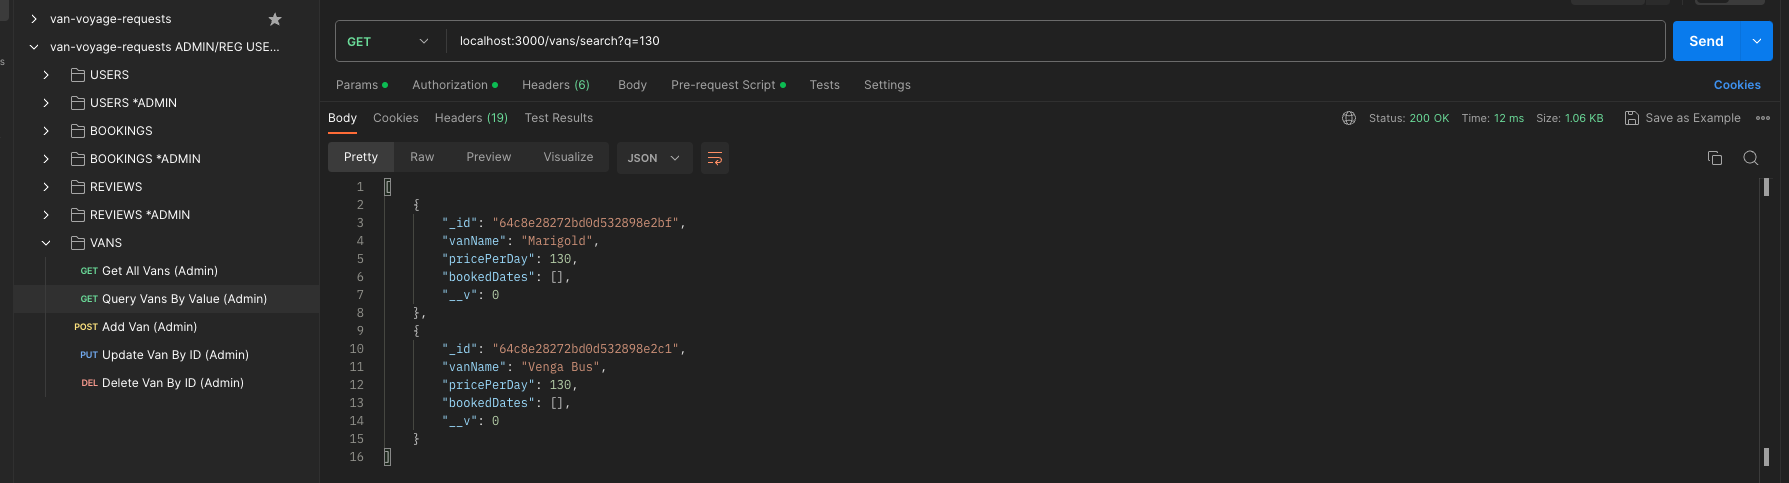 van-voyage-requests
van-voyage-requests ADMIN/REG USE...
s
USERS
USERS *ADMIN
BOOKINGS
BOOKINGS *ADMIN
REVIEWS
REVIEWS *ADMIN
VANS
GET Get All Vans (Admin)
GET Query Vans By Value (Admin)
POST Add Van (Admin)
PUT Update Van By ID (Admin)
DEL Delete Van By ID (Admin)
GET localhost:3000/vans/search?q=130 Send
Params Authorization Headers (6) Body Pre-request Script Tests Settings Cookies
Body Cookies Headers (19) Test Results Status: 200 OK Time: 12 ms Size: 1.06 KB Save as Example
Pretty Raw Preview Visualize JSON
1 [
2 {
3 "_id": "64c8e28272bd0d532898e2bf",
4 "vanName": "Marigold",
5 "pricePerDay": 130,
6 "bookedDates": [],
7 "__v": 0
8 },
9 {
10 "_id": "64c8e28272bd0d532898e2c1",
11 "vanName": "Venga Bus",
12 "pricePerDay": 130,
13 "bookedDates": [],
14 "__v": 0
15 }
16 ]